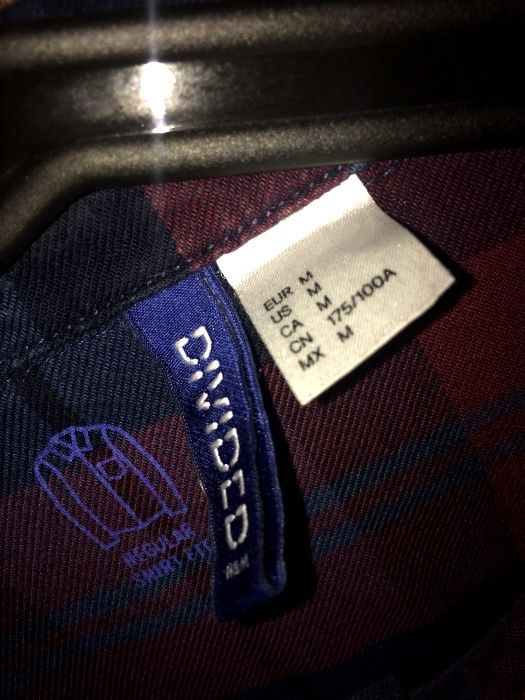 EUR M
US M
CA M
CN 175/100A
MX M
DIVIDED
H&M
REGULAR
SHIRT FIT